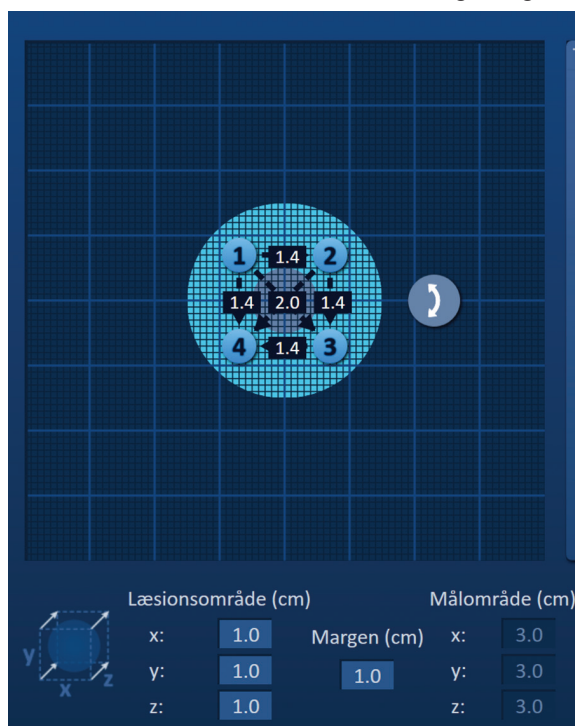 1 1.4 2
1.4 2.0 1.4
4 1.4 3
Læsionsområde (cm) Målområde (cm)
x: 1.0 Margen (cm) x: 3.0
y: 1.0 1.0 y: 3.0
z: 1.0 z: 3.0
y
x z